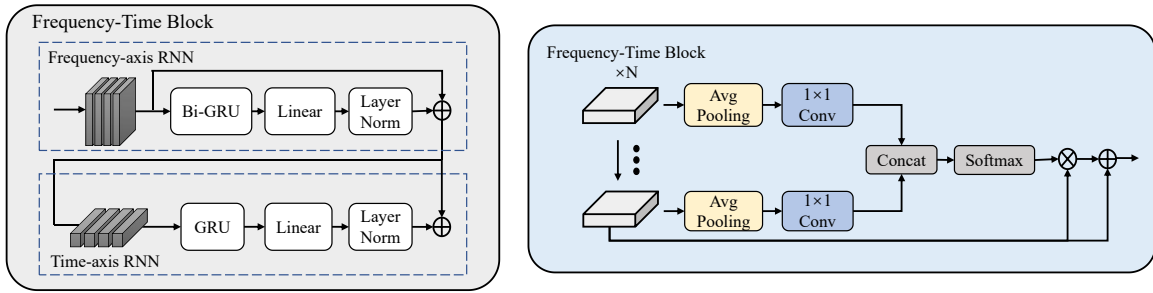 Frequency-Time Block
Frequency-axis RNN
Bi-GRU
Linear
Layer
Norm
GRU
Linear
Layer
Norm
Time-axis RNN
Frequency-Time Block
×N
Avg
Pooling
1×1
Conv
Concat
Softmax
Avg
Pooling
1×1
Conv